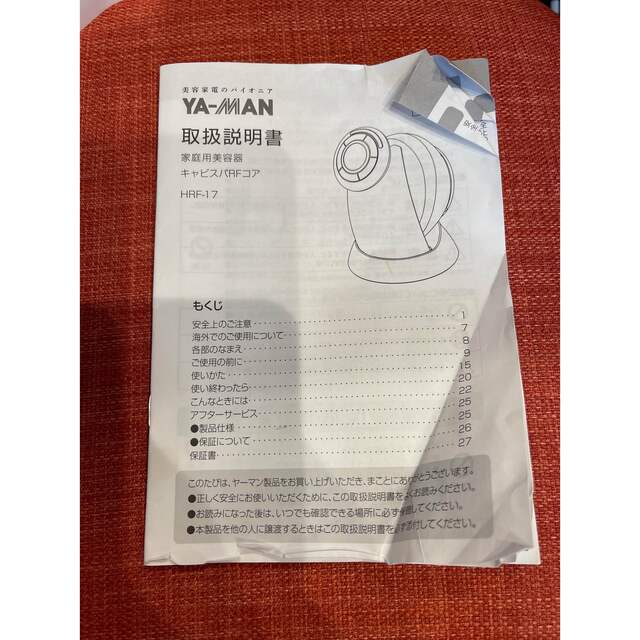 美容家電のパイオニア
YA-MAN
取扱説明書
家庭用美容器
キャビスパRFコア
HRF-17
もくじ
安全上のご注意 1
海外でのご使用について 7
各部のなまえ 8
ご使用の前に 9
使いかた 15
使い終わったら 20
こんなときには 22
アフターサービス 25
●製品仕様 25
●保証について 26
保証書 27
このたびは、ヤーマン製品をお買い上げいただき、まことにありがとうございます。
●正しく安全にお使いいただくために、この取扱説明書をよくお読みください。
●お読みになった後は、いつでも確認できる場所に必ず保管してください。
●本製品を他の人に譲渡するときはこの取扱説明書を必ず添付してください。